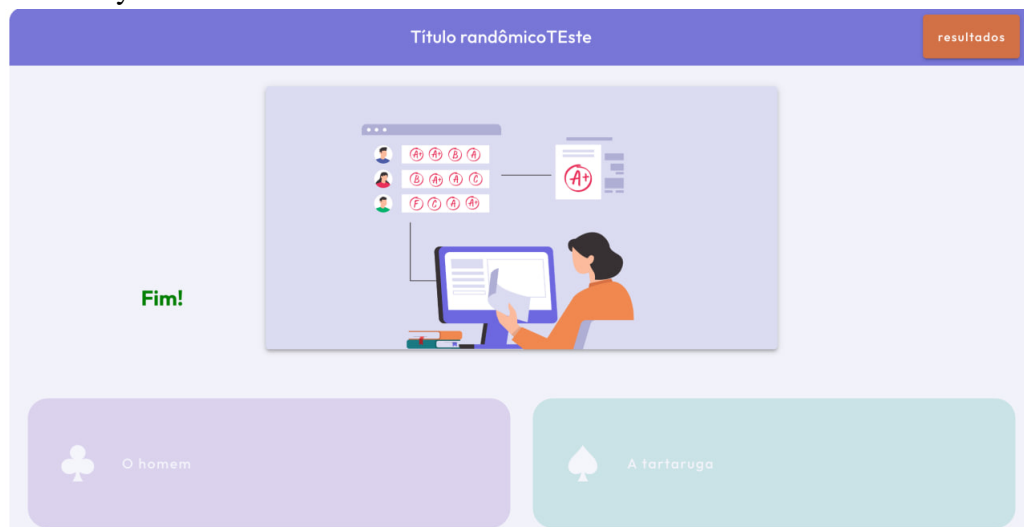 Título randômicoTEste
resultados
A+ A+ B A
B A+ A C
A+
F C A A+
Fim!
O homem
A tartaruga